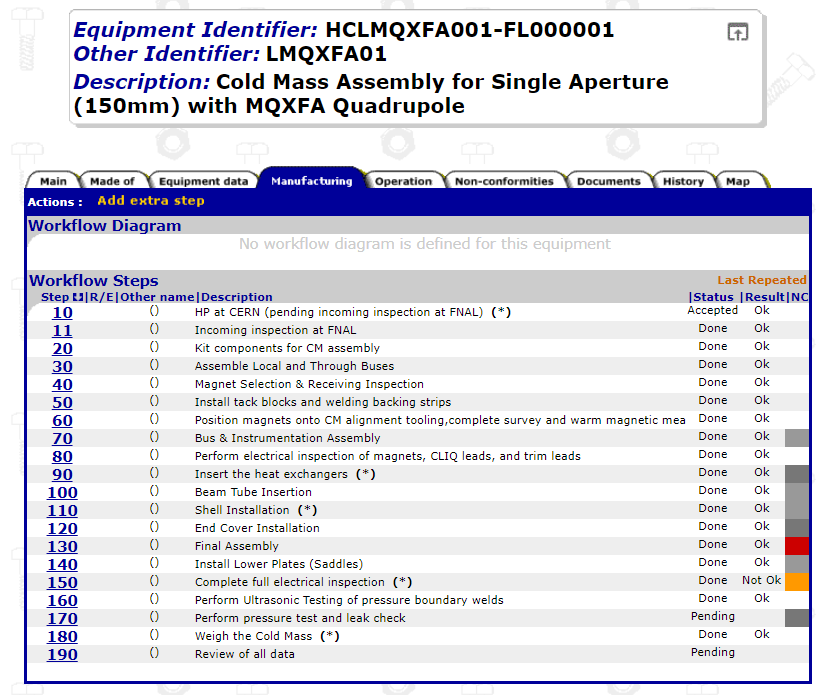 Equipment Identifier: HCLMQXFA001-FL000001
Other Identifier: LMQXFA01
Description: Cold Mass Assembly for Single Aperture
(150mm) with MQXFA Quadrupole
Main Made of Equipment data Manufacturing Operation Non-conformities Documents History Map
Actions : Add extra step
Workflow Diagram
No workflow diagram is defined for this equipment
Workflow Steps Last Repeated
Step |R/E|Other name|Description |Status |Result|NC
10 () HP at CERN (pending incoming inspection at FNAL) (*) Accepted Ok
11 () Incoming inspection at FNAL Done Ok
20 () Kit components for CM assembly Done Ok
30 () Assemble Local and Through Buses Done Ok
40 () Magnet Selection & Receiving Inspection Done Ok
50 () Install tack blocks and welding backing strips Done Ok
60 () Position magnets onto CM alignment tooling,complete survey and warm magnetic mea Done Ok
70 () Bus & Instrumentation Assembly Done Ok
80 () Perform electrical inspection of magnets, CLIQ leads, and trim leads Done Ok
90 () Insert the heat exchangers (*) Done Ok
100 () Beam Tube Insertion Done Ok
110 () Shell Installation (*) Done Ok
120 () End Cover Installation Done Ok
130 () Final Assembly Done Ok
140 () Install Lower Plates (Saddles) Done Ok
150 () Complete full electrical inspection (*) Done Not Ok
160 () Perform Ultrasonic Testing of pressure boundary welds Done Ok
170 () Perform pressure test and leak check Pending
180 () Weigh the Cold Mass (*) Done Ok
190 () Review of all data Pending